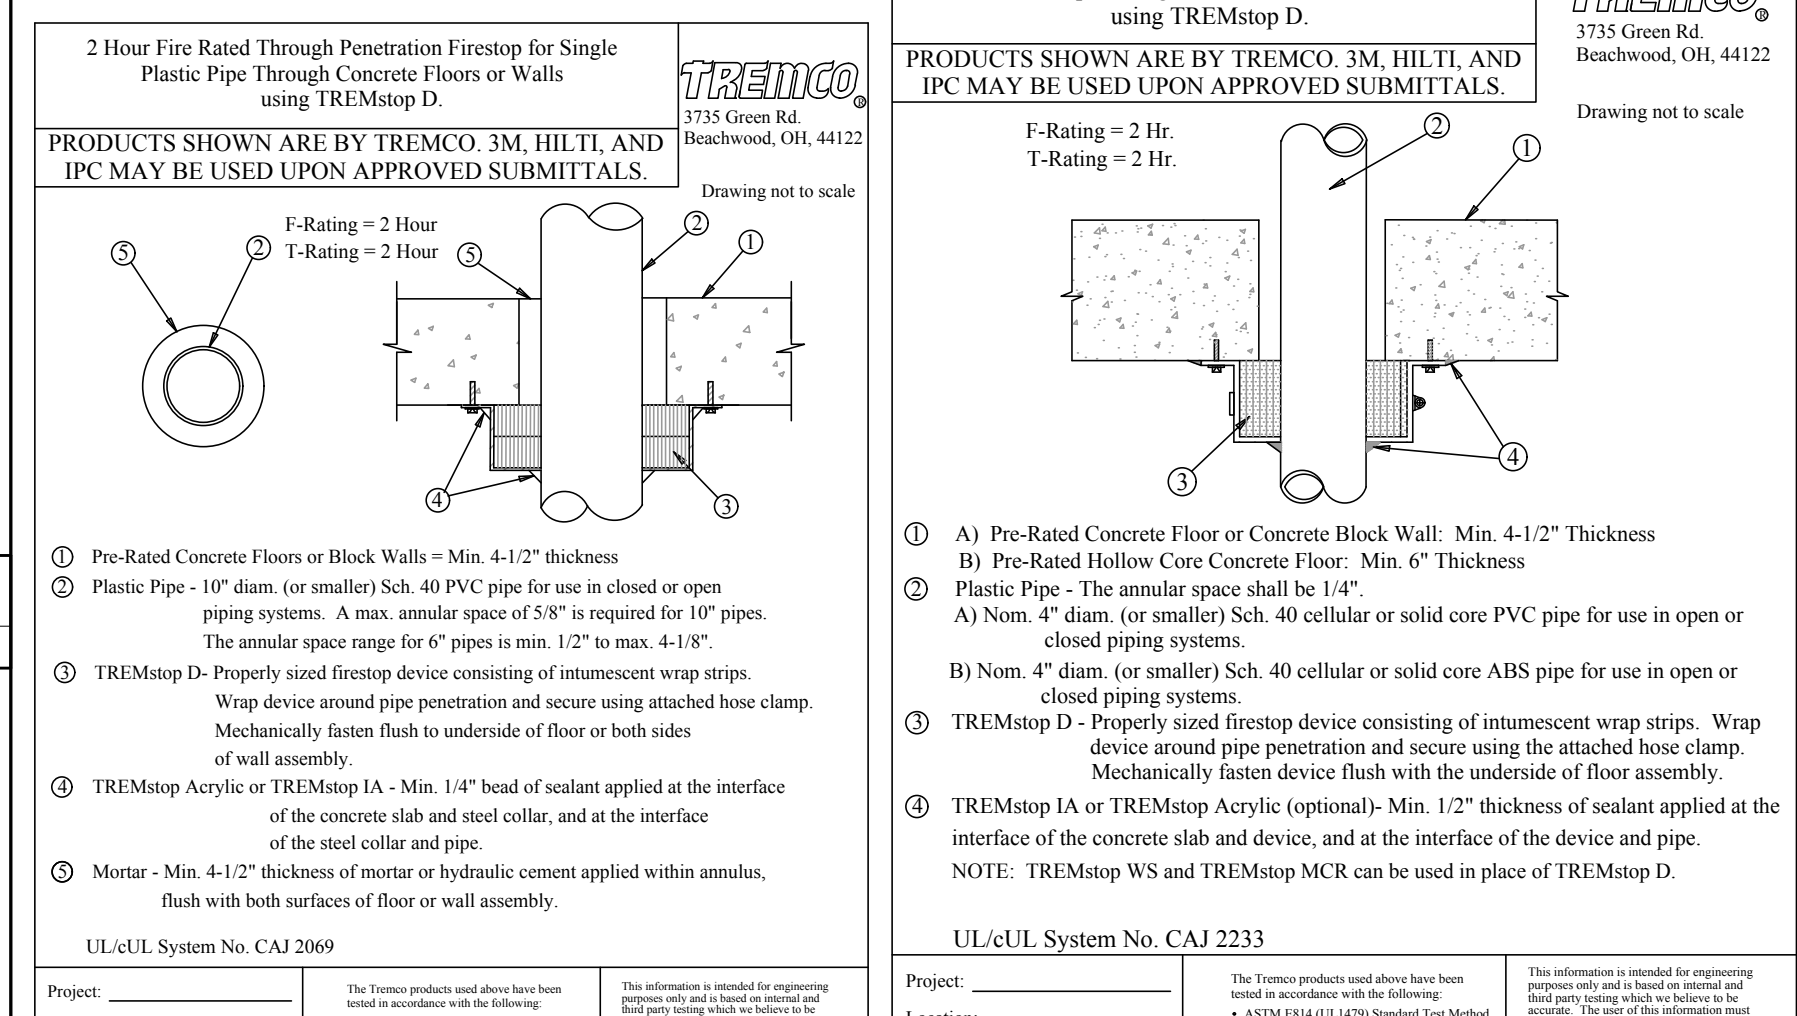 2 Hour Fire Rated Through Penetration Firestop for Single
Plastic Pipe Through Concrete Floors or Walls
using TREMstop D.
TREMCO®
3735 Green Rd.
Beachwood, OH, 44122
PRODUCTS SHOWN ARE BY TREMCO. 3M, HILTI, AND
IPC MAY BE USED UPON APPROVED SUBMITTALS.
Drawing not to scale
F-Rating = 2 Hour
T-Rating = 2 Hour
5
2
5
2
1
4
3
1 Pre-Rated Concrete Floors or Block Walls = Min. 4-1/2" thickness
2 Plastic Pipe - 10" diam. (or smaller) Sch. 40 PVC pipe for use in closed or open
piping systems. A max. annular space of 5/8" is required for 10" pipes.
The annular space range for 6" pipes is min. 1/2" to max. 4-1/8".
3 TREMstop D- Properly sized firestop device consisting of intumescent wrap strips.
Wrap device around pipe penetration and secure using attached hose clamp.
Mechanically fasten flush to underside of floor or both sides
of wall assembly.
4 TREMstop Acrylic or TREMstop IA - Min. 1/4" bead of sealant applied at the interface
of the concrete slab and steel collar, and at the interface
of the steel collar and pipe.
5 Mortar - Min. 4-1/2" thickness of mortar or hydraulic cement applied within annulus,
flush with both surfaces of floor or wall assembly.
UL/cUL System No. CAJ 2069
Project:
The Tremco products used above have been
tested in accordance with the following:
This information is intended for engineering
purposes only and is based on internal and
third party testing which we believe to be
using TREMstop D.
TREMCO®
3735 Green Rd.
Beachwood, OH, 44122
PRODUCTS SHOWN ARE BY TREMCO. 3M, HILTI, AND
IPC MAY BE USED UPON APPROVED SUBMITTALS.
Drawing not to scale
F-Rating = 2 Hr.
T-Rating = 2 Hr.
2
1
3
4
1 A) Pre-Rated Concrete Floor or Concrete Block Wall: Min. 4-1/2" Thickness
B) Pre-Rated Hollow Core Concrete Floor: Min. 6" Thickness
2 Plastic Pipe - The annular space shall be 1/4".
A) Nom. 4" diam. (or smaller) Sch. 40 cellular or solid core PVC pipe for use in open or
closed piping systems.
B) Nom. 4" diam. (or smaller) Sch. 40 cellular or solid core ABS pipe for use in open or
closed piping systems.
3 TREMstop D - Properly sized firestop device consisting of intumescent wrap strips. Wrap
device around pipe penetration and secure using the attached hose clamp.
Mechanically fasten device flush with the underside of floor assembly.
4 TREMstop IA or TREMstop Acrylic (optional)- Min. 1/2" thickness of sealant applied at the
interface of the concrete slab and device, and at the interface of the device and pipe.
NOTE: TREMstop WS and TREMstop MCR can be used in place of TREMstop D.
UL/cUL System No. CAJ 2233
Project:
The Tremco products used above have been
tested in accordance with the following:
• ASTM E814 (UL1479) Standard Test Method
This information is intended for engineering
purposes only and is based on internal and
third party testing which we believe to be
accurate. The user of this information must